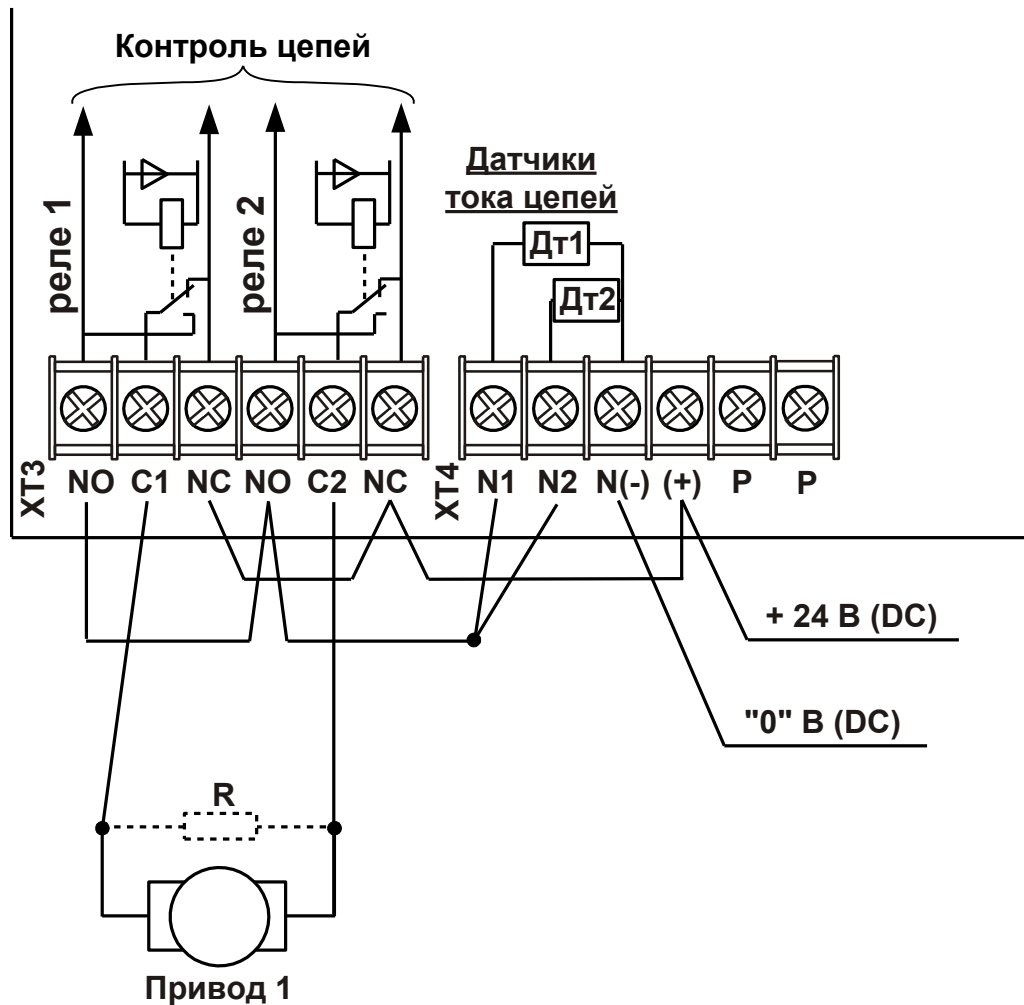 Контроль цепей
реле 1
реле 2
Датчики
тока цепей
Дт1
Дт2
XT3
NO C1 NC NO C2 NC
XT4
N1 N2 N(-) (+) P P
+ 24 В (DC)
"0" В (DC)
R
Привод 1